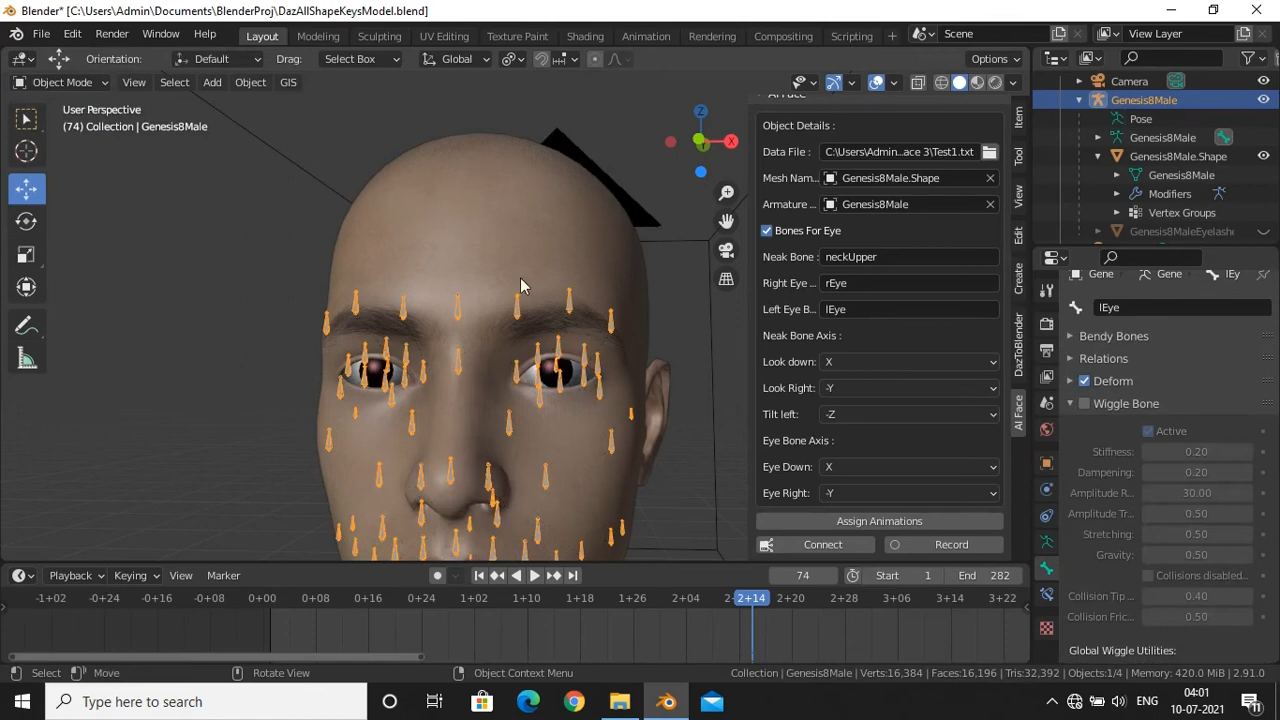 Blender* [C:\Users\Admin\Documents\BlenderProj\DazAllShapeKeysModel.blend]
File Edit Render Window Help Layout Modeling Sculpting UV Editing Texture Paint Shading Animation Rendering Compositing Scripting + Scene View Layer
Orientation: Default Drag: Select Box Global Options
Object Mode View Select Add Object GIS
User Perspective
(74) Collection | Genesis8Male
X
Y
Z
Object Details :
Data File : C:\Users\Admin...ace 3\Test1.txt
Mesh Nam... Genesis8Male.Shape
Armature ... Genesis8Male
Bones For Eye
Neak Bone : neckUpper
Right Eye ... rEye
Left Eye B... lEye
Neak Bone Axis :
Look down: X
Look Right: -Y
Tilt left: -Z
Eye Bone Axis :
Eye Down: X
Eye Right: -Y
Assign Animations
Connect Record
Item
Tool
View
Edit
Create
DazToBlender
AI Face
Camera
Genesis8Male
Pose
Genesis8Male
Genesis8Male.Shape
Genesis8Male
Modifiers
Vertex Groups
Genesis8MaleEyelashe
Gene Gene lEy
lEye
Bendy Bones
Relations
Deform
Wiggle Bone
Active
Stiffness: 0.20
Dampening: 0.20
Amplitude R... 30.00
Amplitude Tr... 0.50
Stretching: 0.50
Gravity: 0.50
Collisions disabled...
Collision Tip ... 0.40
Collision Fric... 0.50
Global Wiggle Utilities:
Playback Keying View Marker 74 Start 1 End 282
-1+02 -0+24 -0+16 -0+08 0+00 0+08 0+16 0+24 1+02 1+10 1+18 1+26 2+04 2+14 2+20 2+28 3+06 3+14 3+22
Select Move Rotate View Object Context Menu Collection | Genesis8Male | Verts:16,384 | Faces:16,196 | Tris:32,392 | Objects:1/4 | Memory: 420.0 MiB | 2.91.0
Type here to search ENG 04:01
10-07-2021
11